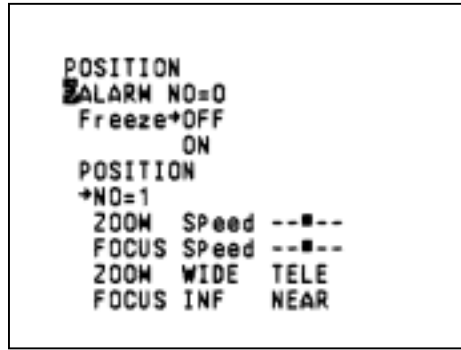 POSITION
ALARM NO=0
Freeze→OFF
ON
POSITION
→NO=1
ZOOM SPeed --■--
FOCUS SPeed --■--
ZOOM WIDE TELE
FOCUS INF NEAR